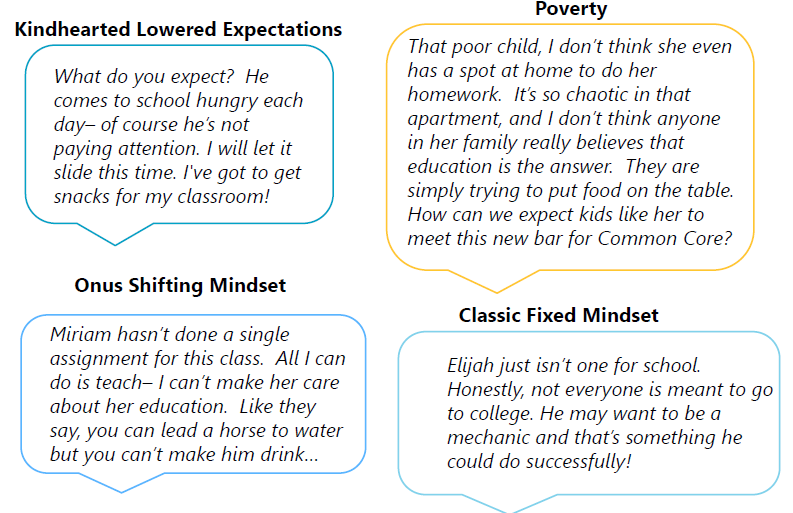 Kindhearted Lowered Expectations
What do you expect?  He
comes to school hungry each
day– of course he's not
paying attention. I will let it
slide this time. I've got to get
snacks for my classroom!
Poverty
That poor child, I don't think she even
has a spot at home to do her
homework.  It's so chaotic in that
apartment, and I don't think anyone
in her family really believes that
education is the answer.  They are
simply trying to put food on the table.
How can we expect kids like her to
meet this new bar for Common Core?
Onus Shifting Mindset
Miriam hasn't done a single
assignment for this class.  All I can
do is teach– I can't make her care
about her education.  Like they
say, you can lead a horse to water
but you can't make him drink...
Classic Fixed Mindset
Elijah just isn't one for school.
Honestly, not everyone is meant to go
to college. He may want to be a
mechanic and that's something he
could do successfully!